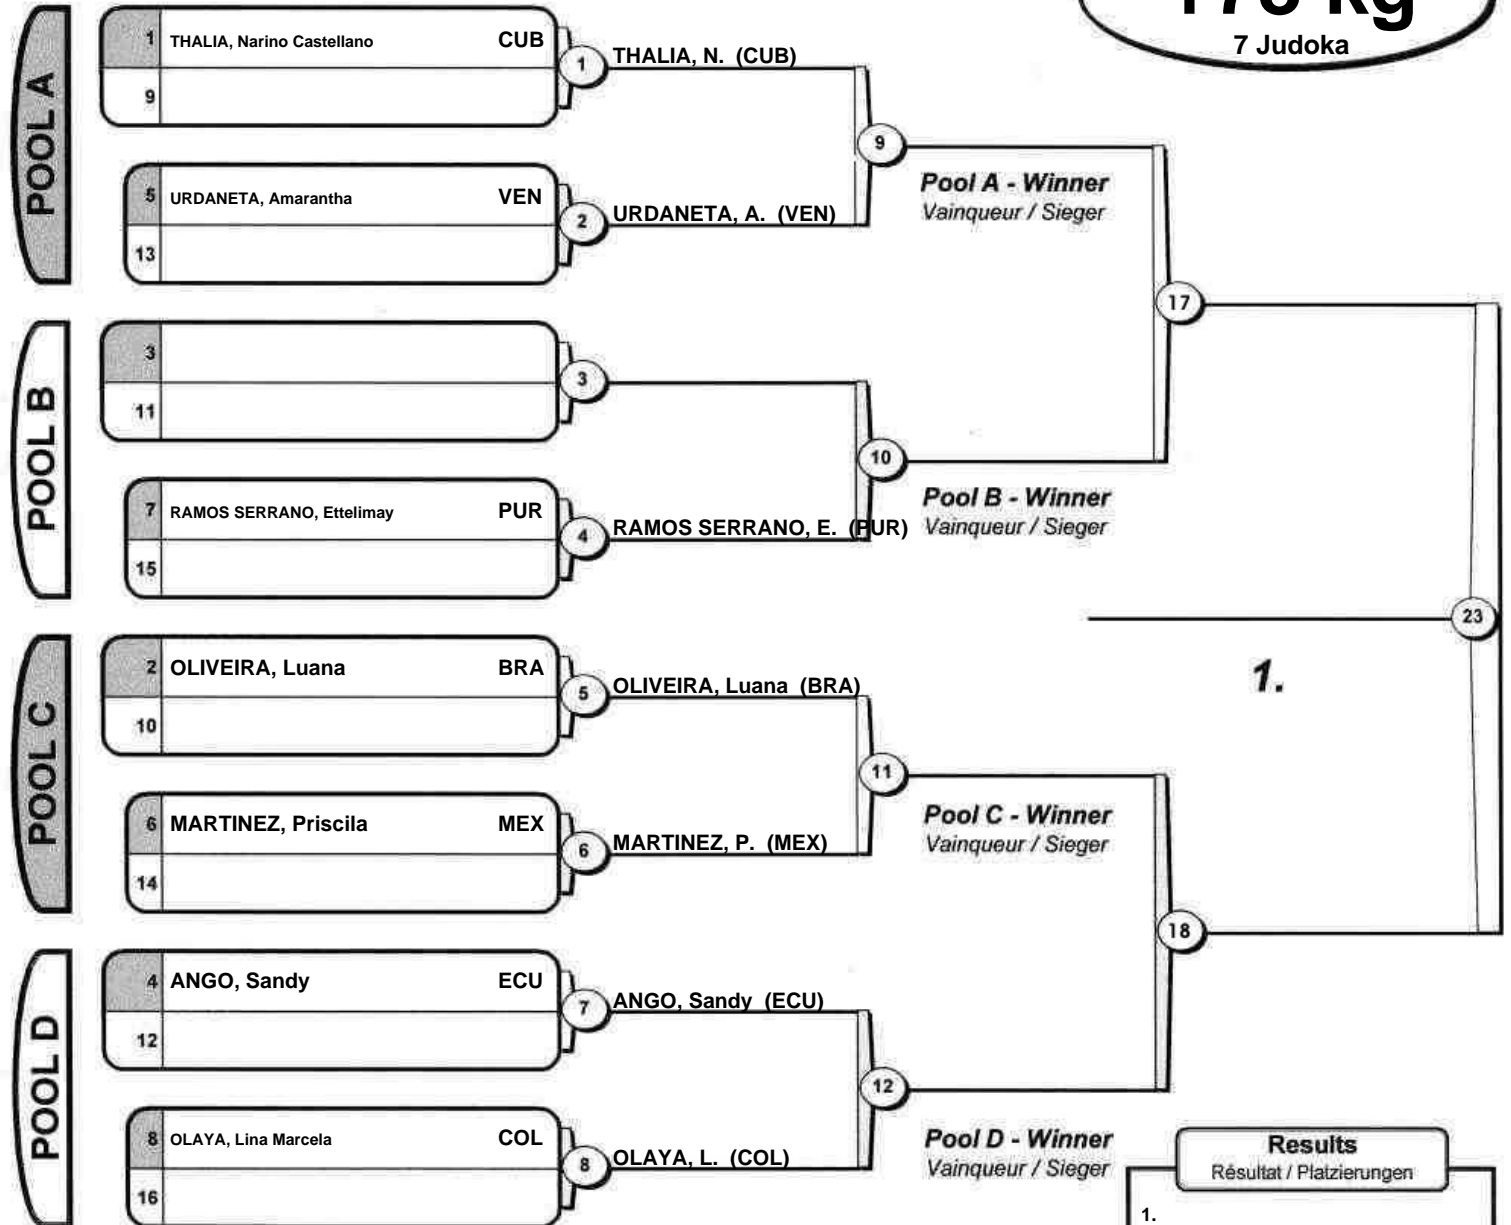 7 Judoka
POOL A
1 THALIA, Narino Castellano CUB
9
1 THALIA, N. (CUB)
5 URDANETA, Amarantha VEN
13
2 URDANETA, A. (VEN)
9
Pool A - Winner
Vainqueur / Sieger
POOL B
3
11
3
7 RAMOS SERRANO, Ettelimay PUR
15
4 RAMOS SERRANO, E. (PUR)
10
Pool B - Winner
Vainqueur / Sieger
17
POOL C
2 OLIVEIRA, Luana BRA
10
5 OLIVEIRA, Luana (BRA)
6 MARTINEZ, Priscila MEX
14
6 MARTINEZ, P. (MEX)
11
Pool C - Winner
Vainqueur / Sieger
23
1.
POOL D
4 ANGO, Sandy ECU
12
7 ANGO, Sandy (ECU)
8 OLAYA, Lina Marcela COL
16
8 OLAYA, L. (COL)
12
Pool D - Winner
Vainqueur / Sieger
18
Results
Résultat / Platzierungen
1.